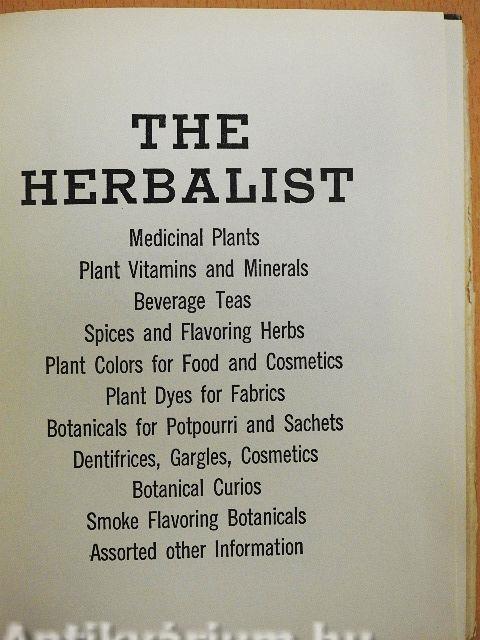 THE
HERBALIST
Medicinal Plants
Plant Vitamins and Minerals
Beverage Teas
Spices and Flavoring Herbs
Plant Colors for Food and Cosmetics
Plant Dyes for Fabrics
Botanicals for Potpourri and Sachets
Dentifrices, Gargles, Cosmetics
Botanical Curios
Smoke Flavoring Botanicals
Assorted other Information
Antikvárium.hu